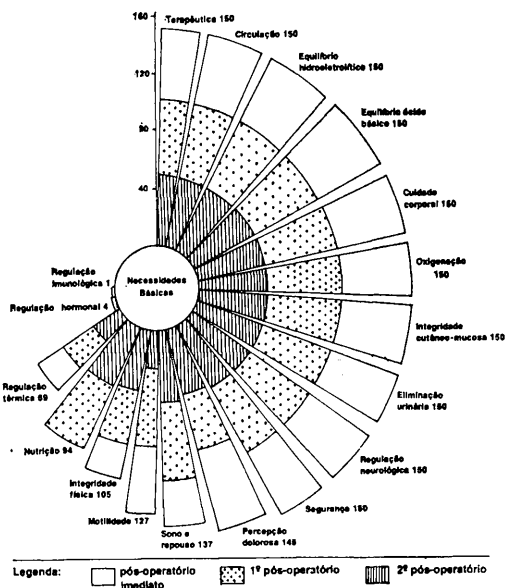 160
120
80
40
Terapêutica 150
Circulação 150
Equilíbrio
hidroeletrolítico 150
Equilíbrio ácido
básico 150
Cuidado
corporal 150
Oxigenação
150
Integridade
cutâneo-mucosa 150
Eliminação
urinária 150
Regulação
neurológica 150
Segurança 150
Percepção
dolorosa 148
Sono e
repouso 137
Motilidade 127
Integridade
física 105
Nutrição 94
Regulação
térmica 69
Regulação hormonal 4
Regulação
Imunológica 1
Necessidades
Básicas
Legenda:
pós-operatório
imediato
1º pós-operatório
2º pós-operatório